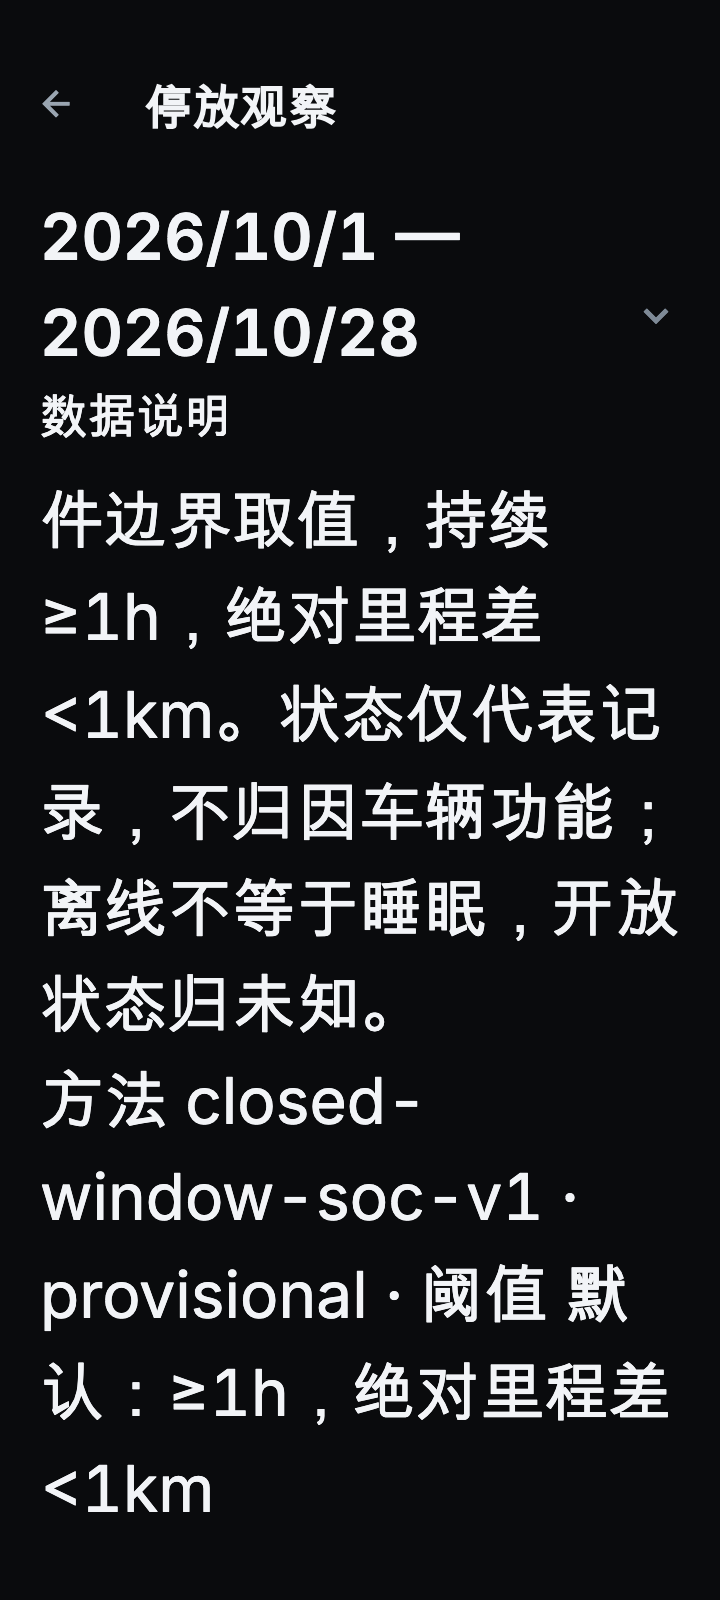 停放观察
2026/10/1 —
2026/10/28
数据说明
件边界取值，持续
≥1h，绝对里程差
<1km。状态仅代表记
录，不归因车辆功能；
离线不等于睡眠，开放
状态归未知。
方法 closed-
window-soc-v1 ·
provisional · 阈值 默
认：≥1h，绝对里程差
<1km